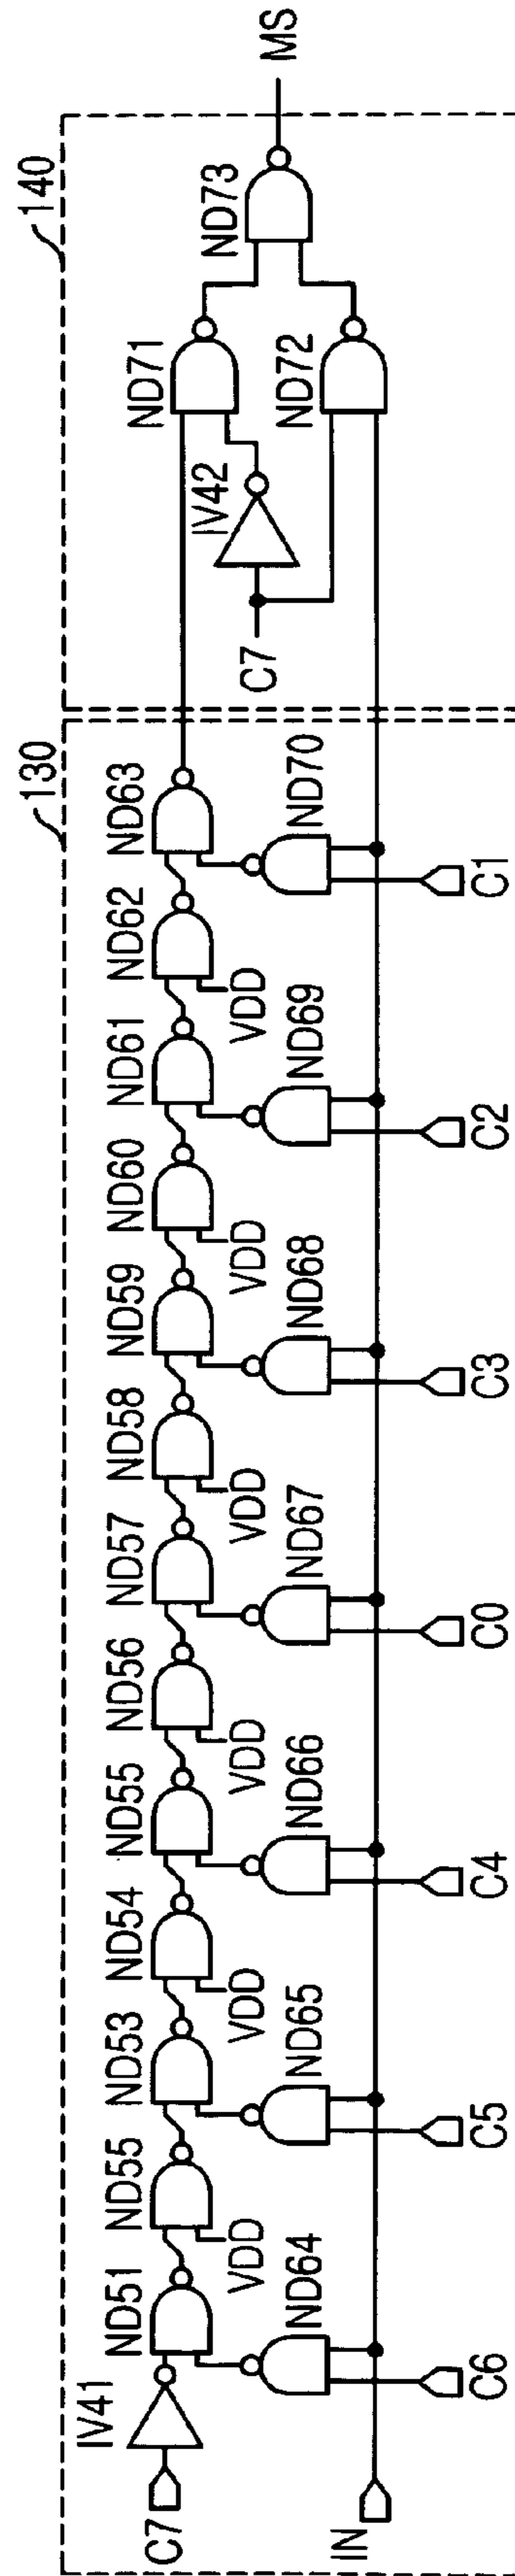 130
140
C7
IV41
ND51
ND55
ND53
ND54
ND55
ND56
ND57
ND58
ND59
ND60
ND61
ND62
ND63
VDD
VDD
VDD
VDD
VDD
VDD
ND64
ND65
ND66
ND67
ND68
ND69
ND70
IN
C6
C5
C4
C0
C3
C2
C1
C7
IV42
ND71
ND72
ND73
MS